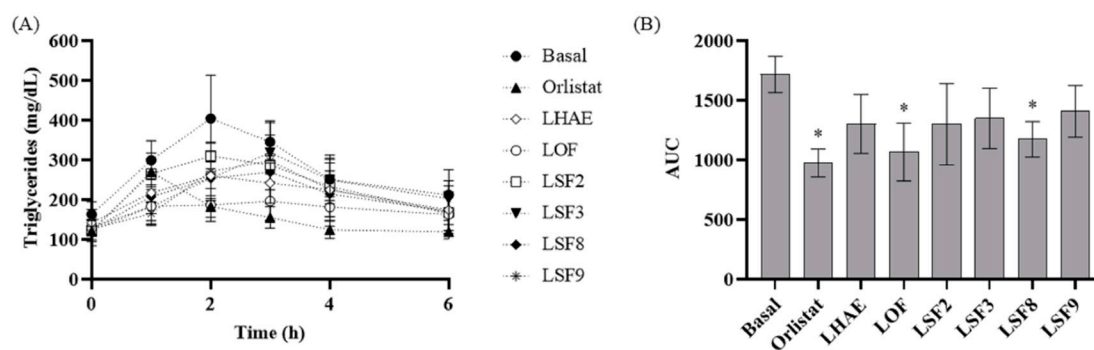 (A)
600
500
400
300
200
100
0
Triglycerides (mg/dL)
0 2 4 6
Time (h)
Basal
Orlistat
LHAE
LOF
LSF2
LSF3
LSF8
LSF9
(B)
2000
1500
1000
500
0
AUC
* * *
Basal Orlistat LHAE LOF LSF2 LSF3 LSF8 LSF9